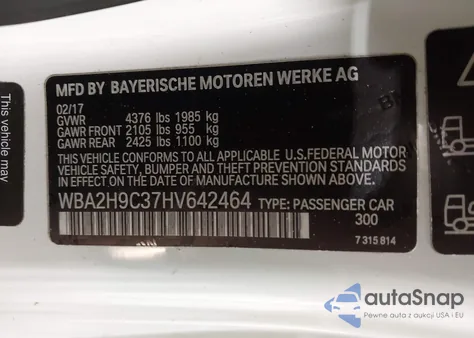 This vehicle
may
MFD BY BAYERISCHE MOTOREN WERKE AG
02/17
GVWR 4376 lbs 1985 kg
GAWR FRONT 2105 lbs 955 kg
GAWR REAR 2425 lbs 1100 kg
THIS VEHICLE CONFORMS TO ALL APPLICABLE U.S.FEDERAL MOTOR
VEHICLE SAFETY, BUMPER AND THEFT PREVENTION STANDARDS
IN EFFECT ON THE DATE OF MANUFACTURE SHOWN ABOVE.
WBA2H9C37HV642464 TYPE: PASSENGER CAR
300
7 315 814
autoSnap
Pewne auta z aukcji USA i EU